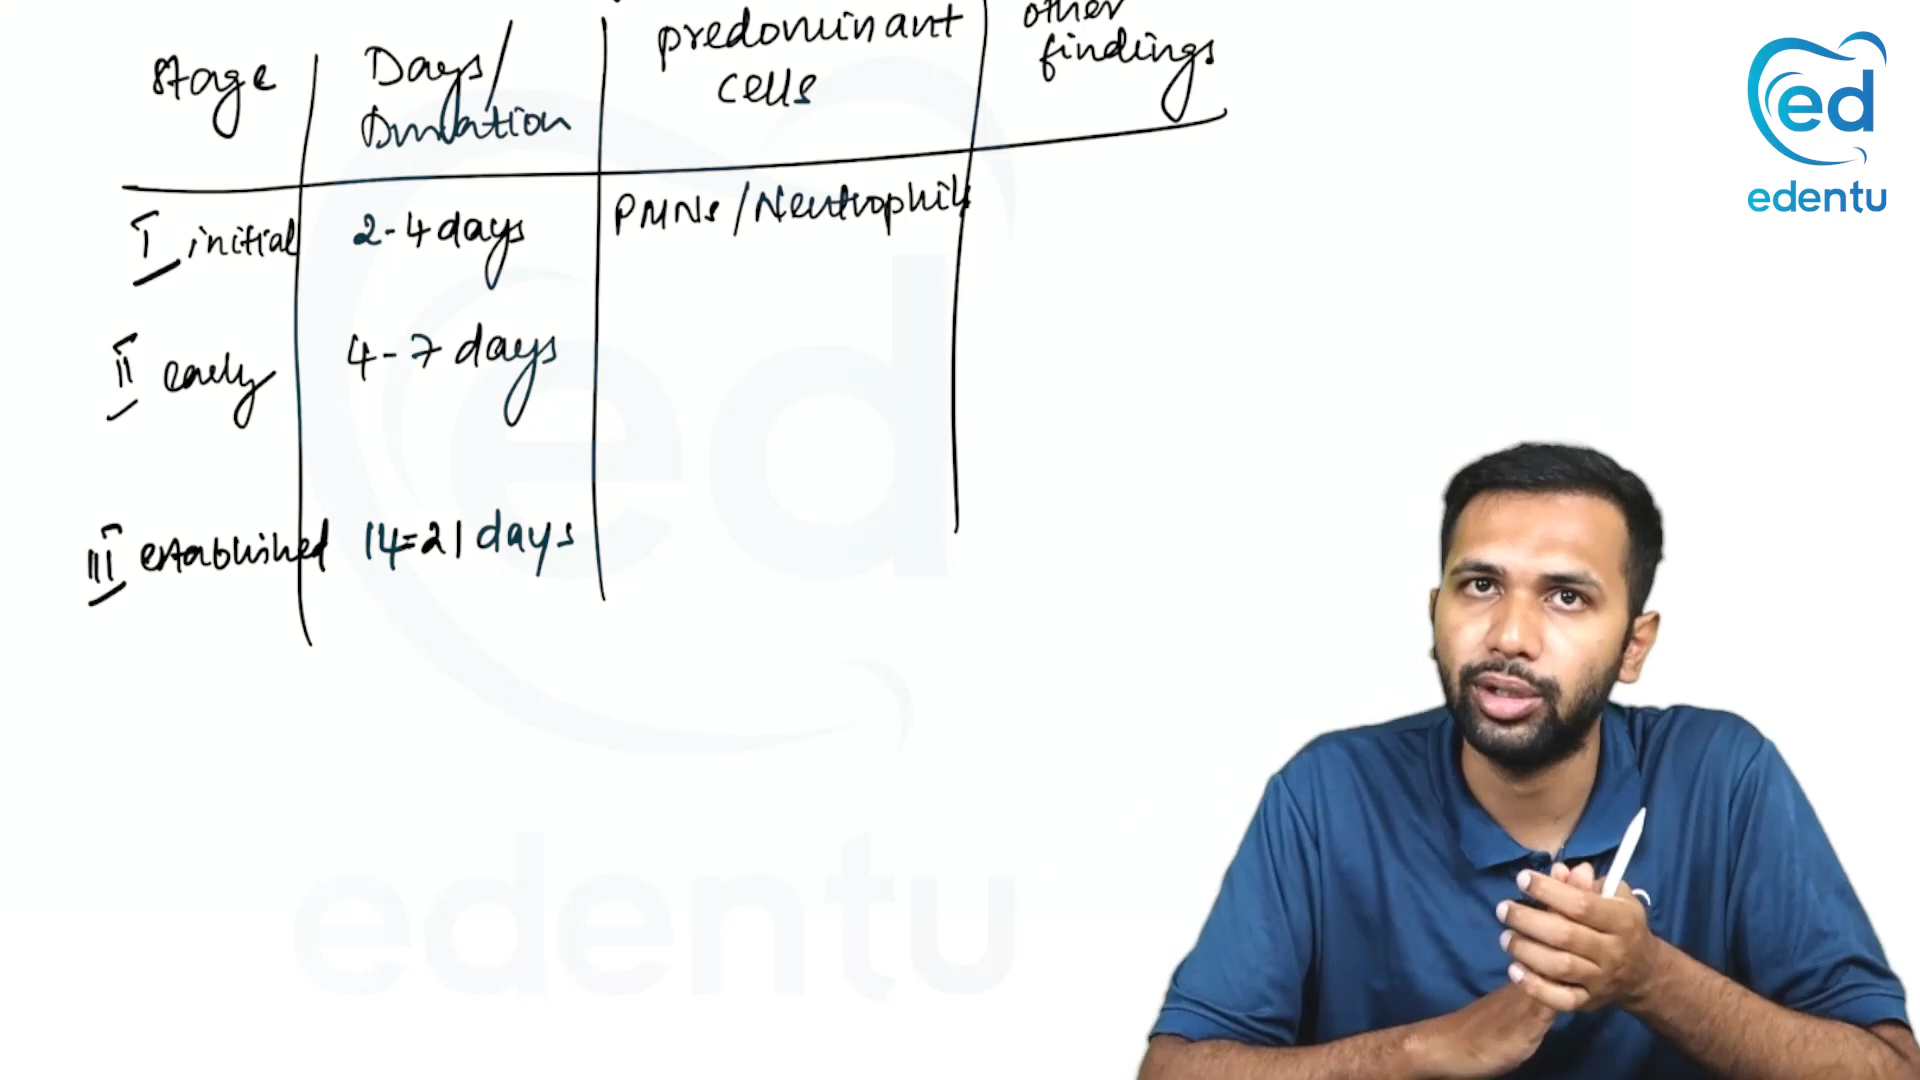 stage
Days/
Duration
predominant
cells
other
findings
I initial
2-4 days
PMNs / Neutrophils
II early
4-7 days
III established
14=21 days
ed
edentu
ed
edentu